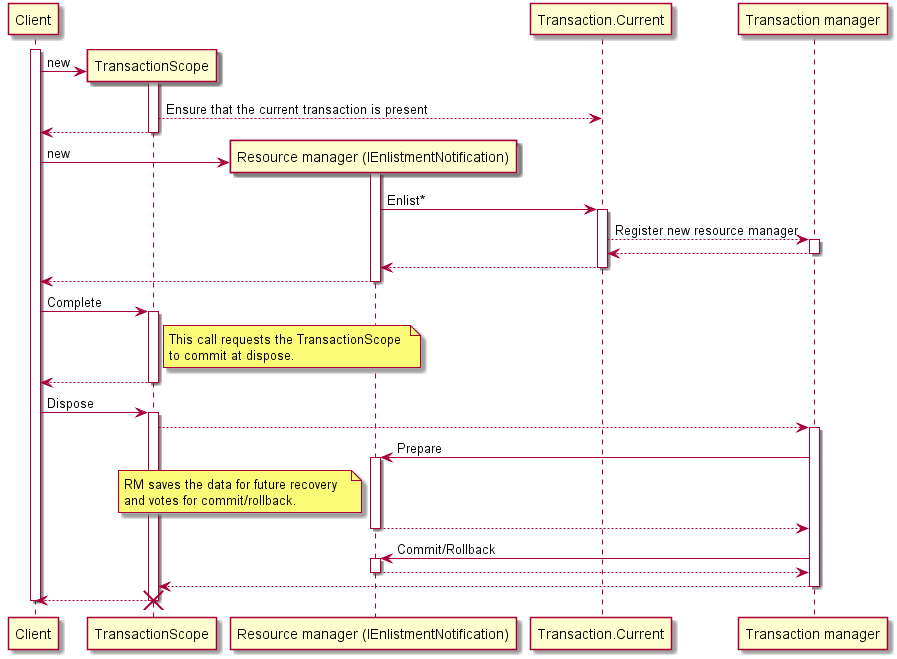 Client
Transaction.Current
Transaction manager
new
TransactionScope
Ensure that the current transaction is present
new
Resource manager (IEnlistmentNotification)
Enlist*
Register new resource manager
Complete
This call requests the TransactionScope
to commit at dispose.
Dispose
Prepare
RM saves the data for future recovery
and votes for commit/rollback.
Commit/Rollback
Client
TransactionScope
Resource manager (IEnlistmentNotification)
Transaction.Current
Transaction manager